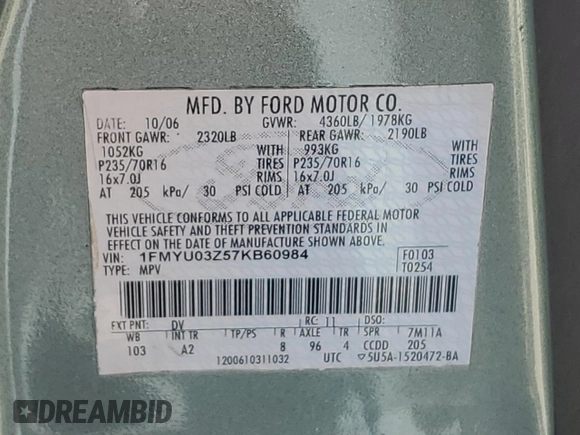 MFD. BY FORD MOTOR CO.
DATE: 10/06 GVWR: 4360LB/ 1978KG
FRONT GAWR: 2320LB REAR GAWR: 2190LB
1052KG WITH 993KG WITH
P235/70R16 TIRES P235/70R16 TIRES
16x7.0J RIMS 16x7.0J RIMS
AT 205 kPa/ 30 PSI COLD AT 205 kPa/ 30 PSI COLD
THIS VEHICLE CONFORMS TO ALL APPLICABLE FEDERAL MOTOR
VEHICLE SAFETY AND THEFT PREVENTION STANDARDS IN
EFFECT ON THE DATE OF MANUFACTURE SHOWN ABOVE.
VIN: 1FMYU03Z57KB60984 F0103
TYPE: MPV T0254
EXT PNT: DV RC: 11 DSO:
WB INT TR TP/PS R AXLE TR SPR 7M11A
103 A2 8 96 4 CCDD 205
1200610311032 UTC 5U5A-1520472-BA
DREAMBID